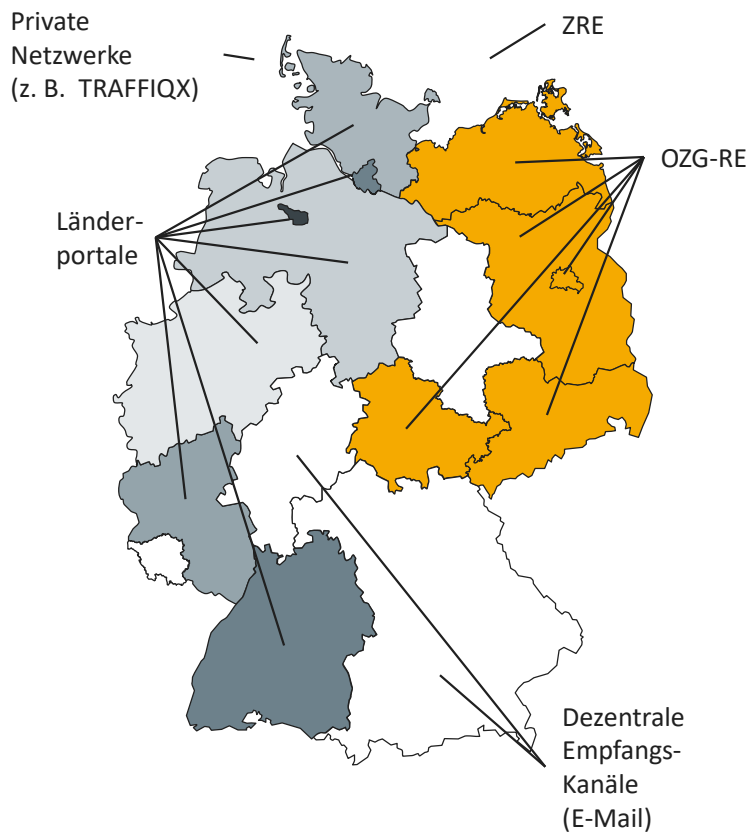 Private
Netzwerke
(z. B. TRAFFIQX)
ZRE
OZG-RE
Länder-
portale
Dezentrale
Empfangs-
Kanäle
(E-Mail)